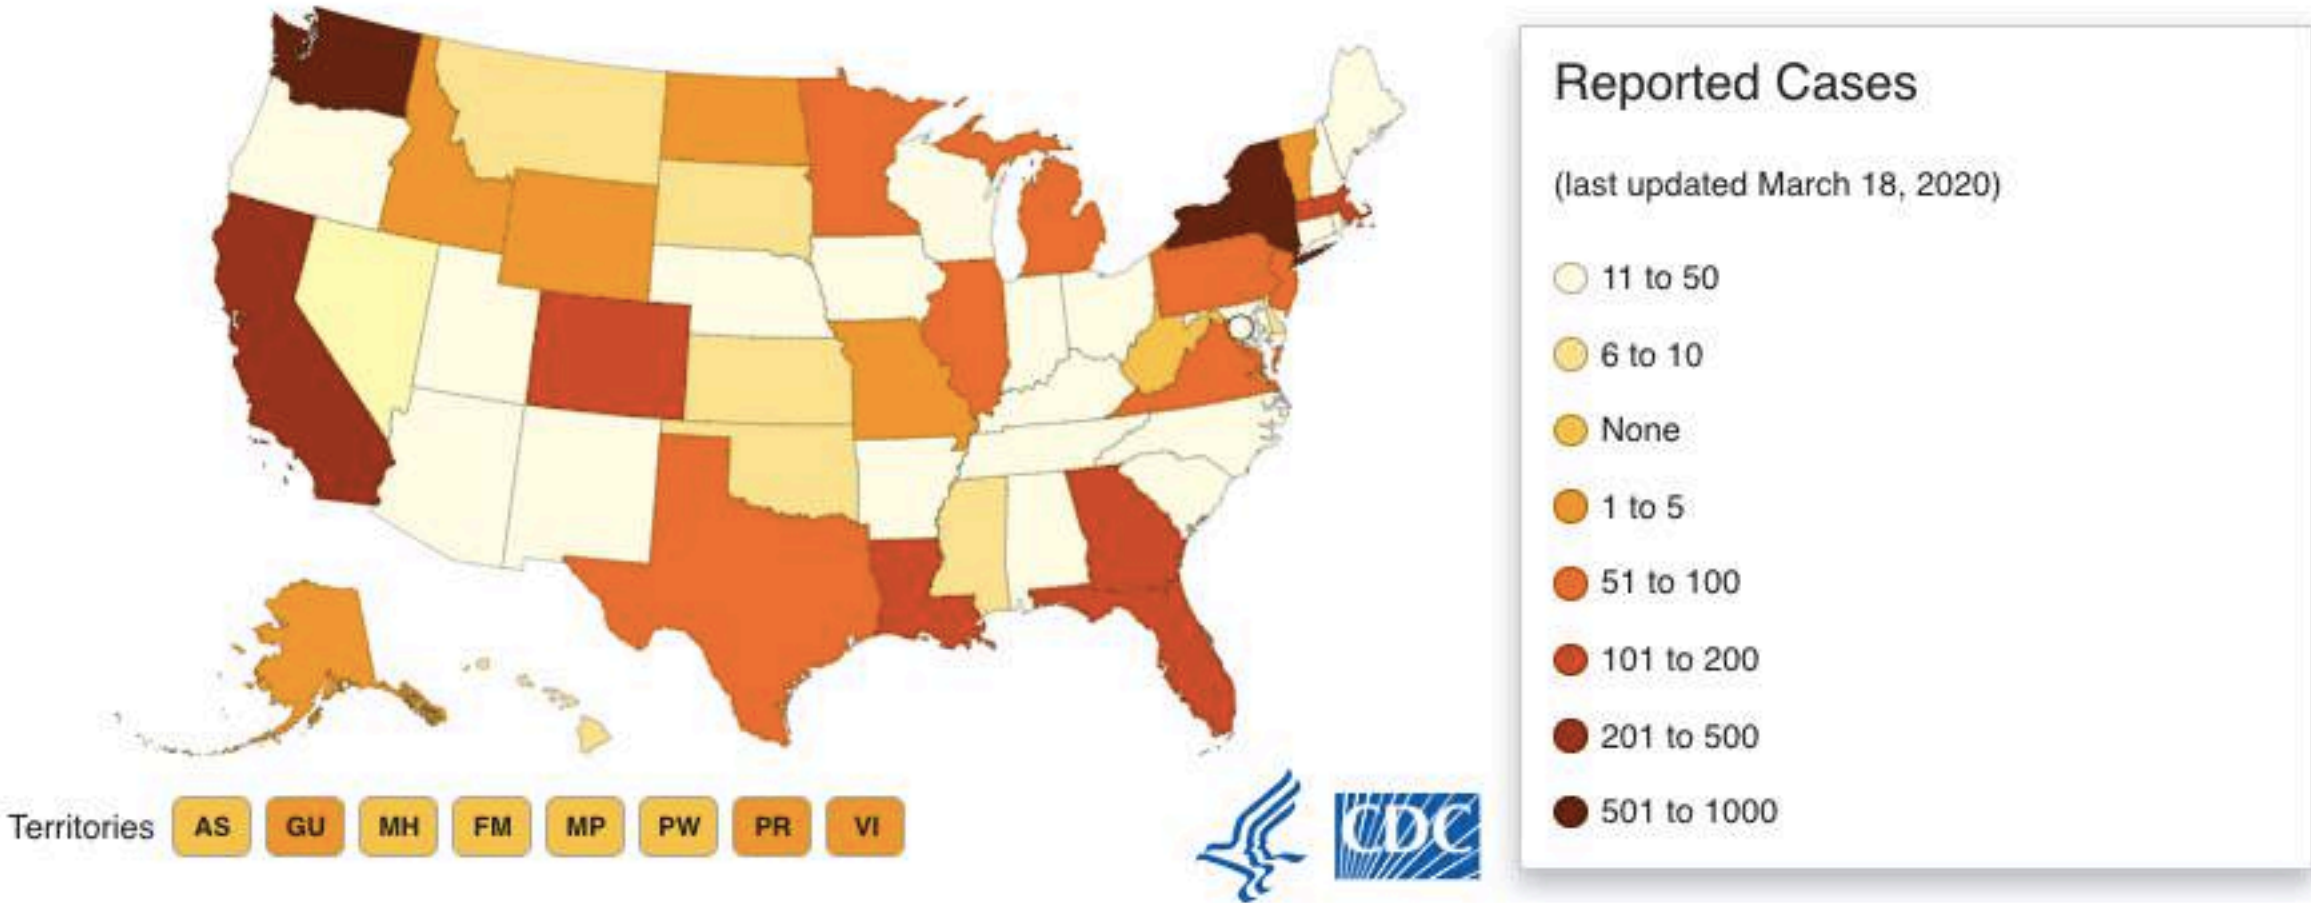 Reported Cases
(last updated March 18, 2020)
11 to 50
6 to 10
None
1 to 5
51 to 100
101 to 200
201 to 500
501 to 1000
Territories AS GU MH FM MP PW PR VI
CDC